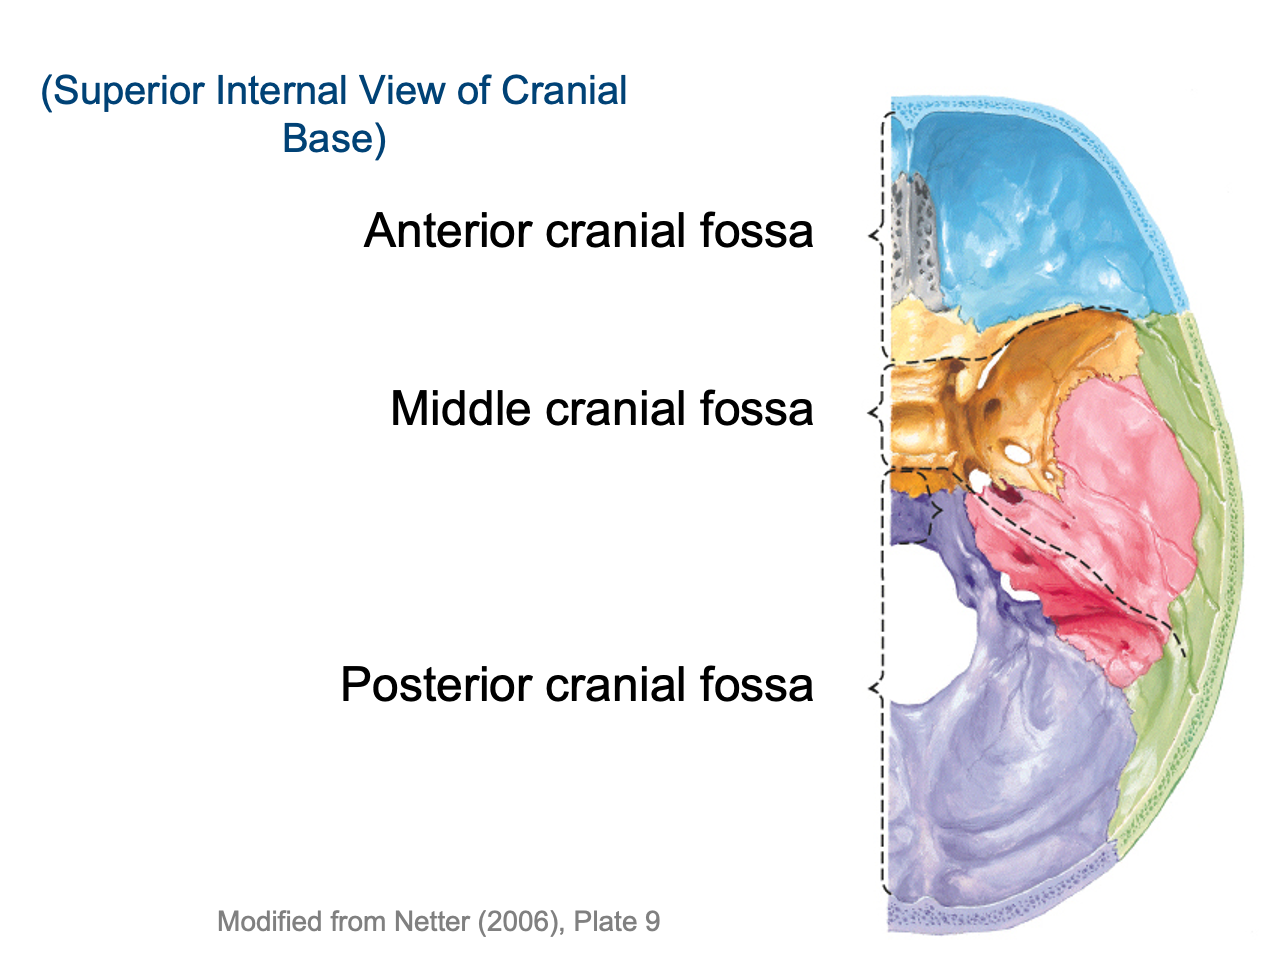 (Superior Internal View of Cranial
Base)
Anterior cranial fossa
Middle cranial fossa
Posterior cranial fossa
Modified from Netter (2006), Plate 9